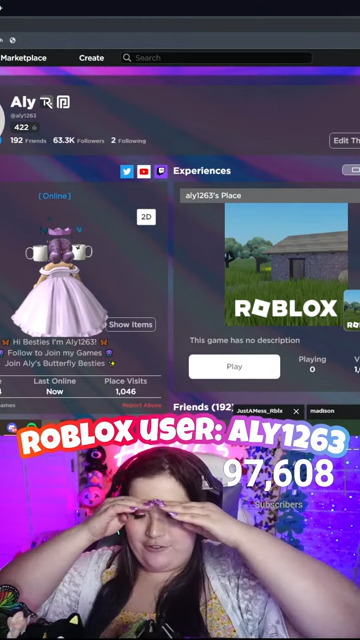 Marketplace
Create
Search
Aly
@aly1263
422
192 Friends
63.3K Followers
2 Following
Edit Th
Experiences
[Online]
2D
aly1263's Place
ROBLOX
Show Items
This game has no description
Hi Besties I'm Aly1263!
Follow to Join my Games
Join Aly's Butterfly Besties
Play
Playing
0
Last Online
Now
Place Visits
1,046
Report Abuse
Friends (192)
JustAMess_Rblx
madison
ROBLOX USER: ALY1263
97,608
Subscribers